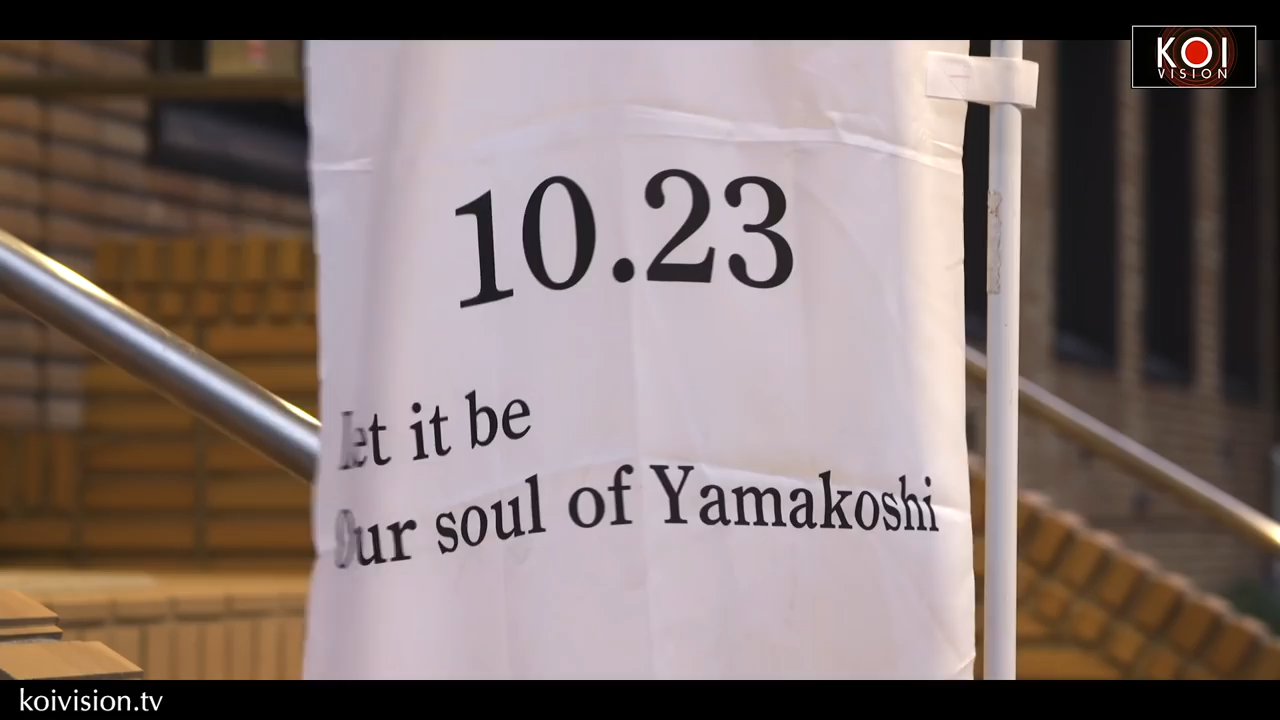 KOI
VISION
10.23
Let it be
Our soul of Yamakoshi
koivision.tv